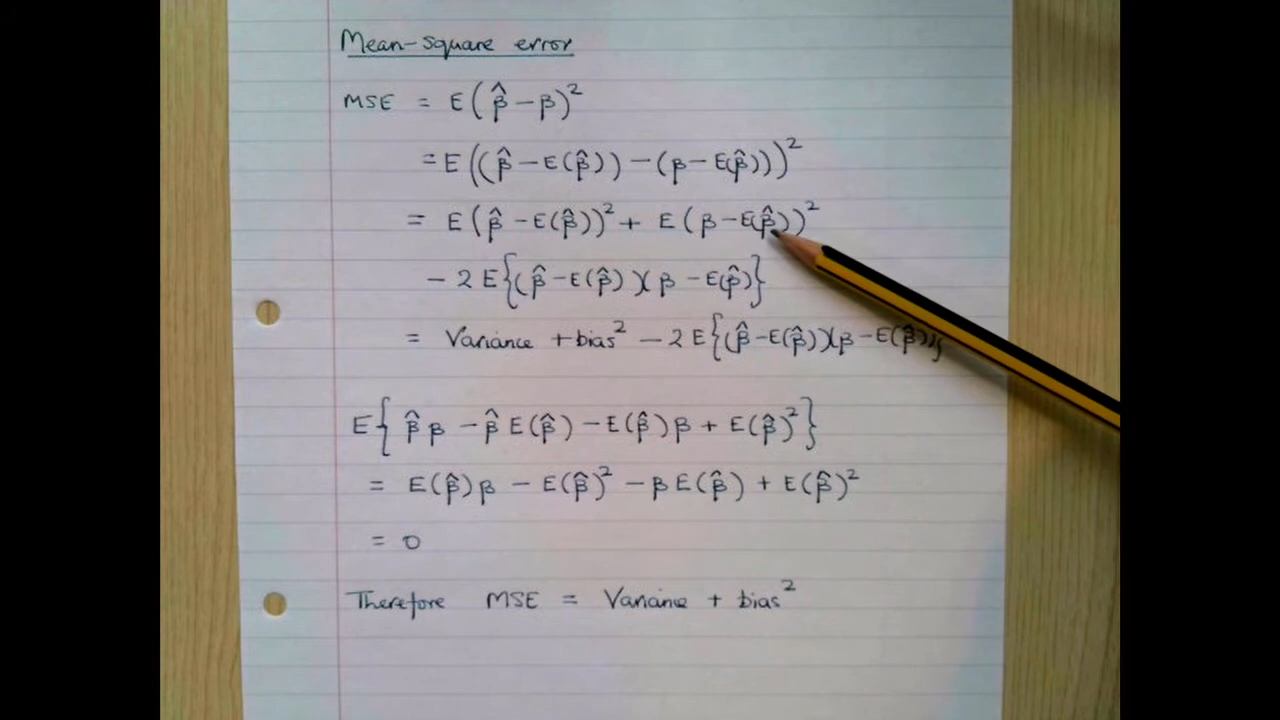 Mean-square error
MSE = E(β̂ − β)²
= E((β̂ − E(β̂)) − (β − E(β̂)))²
= E(β̂ − E(β̂))² + E(β − E(β̂))²
− 2E{(β̂ − E(β̂))(β − E(β̂)}
= Variance + bias² − 2E{(β̂ − E(β̂))(β − E(β̂))}
E{β̂β − β̂E(β̂) − E(β̂)β + E(β̂)²}
= E(β̂)β − E(β̂)² − βE(β̂) + E(β̂)²
= 0
Therefore MSE = Variance + bias²